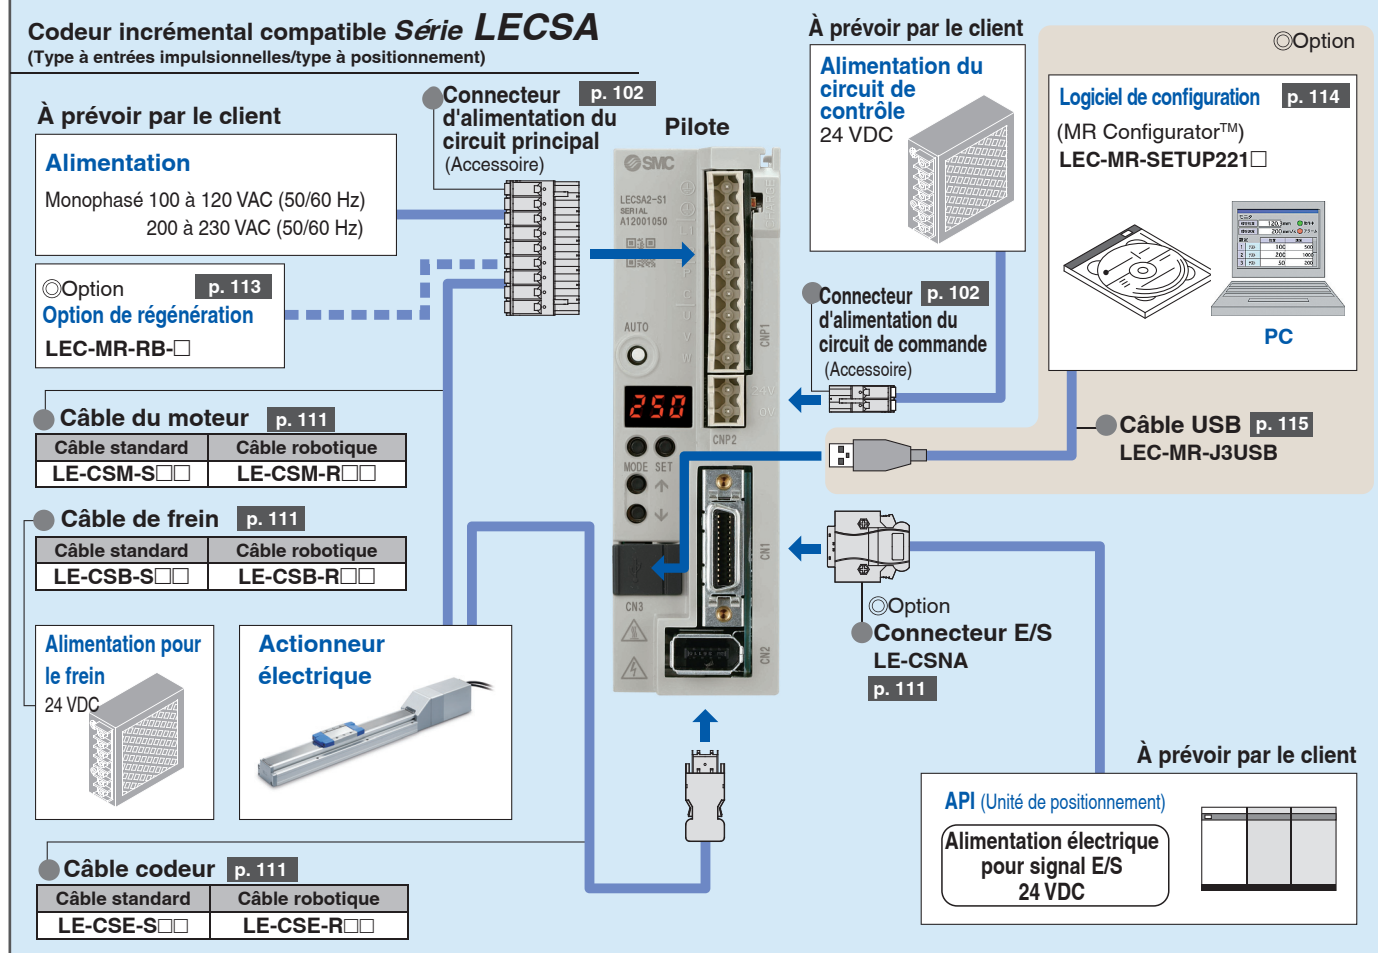 Codeur incrémental compatible Série LECSA
(Type à entrées impulsionnelles/type à positionnement)
À prévoir par le client
Alimentation
Monophasé 100 à 120 VAC (50/60 Hz)
200 à 230 VAC (50/60 Hz)
◎Option p. 113
Option de régénération
LEC-MR-RB-□
Connecteur p. 102
d'alimentation du
circuit principal
(Accessoire)
Pilote
SMC
LECSA2-S1
SERIAL
A12001050
AUTO
250
MODE SET
CNP1
24V
0V
CNP2
CN1
CN3
CN2
À prévoir par le client
Alimentation du
circuit de
contrôle
24 VDC
Connecteur p. 102
d'alimentation du
circuit de commande
(Accessoire)
◎Option
Logiciel de configuration p. 114
(MR Configurator™)
LEC-MR-SETUP221□
PC
Câble USB p. 115
LEC-MR-J3USB
Câble du moteur p. 111
Câble standard Câble robotique
LE-CSM-S□□ LE-CSM-R□□
Câble de frein p. 111
Câble standard Câble robotique
LE-CSB-S□□ LE-CSB-R□□
Alimentation pour
le frein
24 VDC
Actionneur
électrique
◎Option
Connecteur E/S
LE-CSNA
p. 111
À prévoir par le client
API (Unité de positionnement)
Alimentation électrique
pour signal E/S
24 VDC
Câble codeur p. 111
Câble standard Câble robotique
LE-CSE-S□□ LE-CSE-R□□